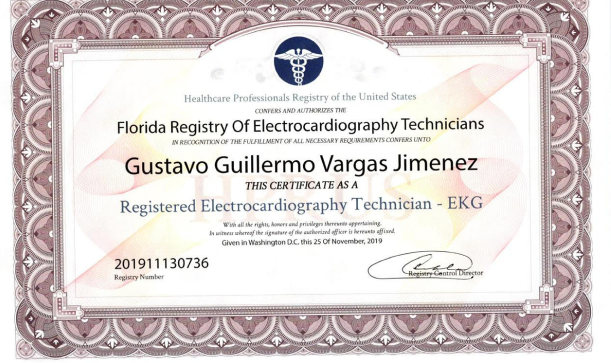 Healthcare Professionals Registry of the United States
CONFERS AND AUTHORIZES THE
Florida Registry Of Electrocardiography Technicians
IN RECOGNITION OF THE FULFILLMENT OF ALL NECESSARY REQUIREMENTS CONFERS UNTO
Gustavo Guillermo Vargas Jimenez
THIS CERTIFICATE AS A
Registered Electrocardiography Technician - EKG
With all the rights, honors and privileges thereunto appertaining.
In witness whereof the signature of the authorized officer is hereunto affixed.
Given in Washington D.C, this 25 Of November, 2019
201911130736
Registry Number
Registry Control Director